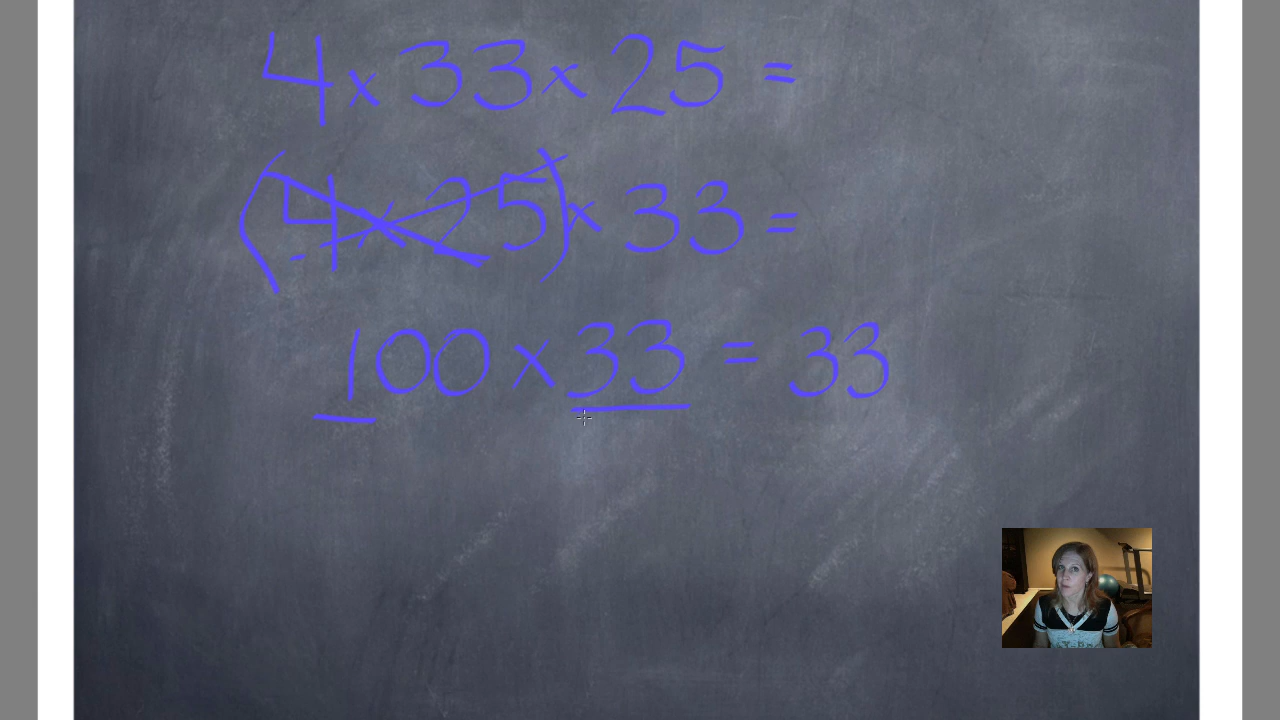 4 x 33 x 25 =
(4 x 25) x 33 =
100 x 33 = 33